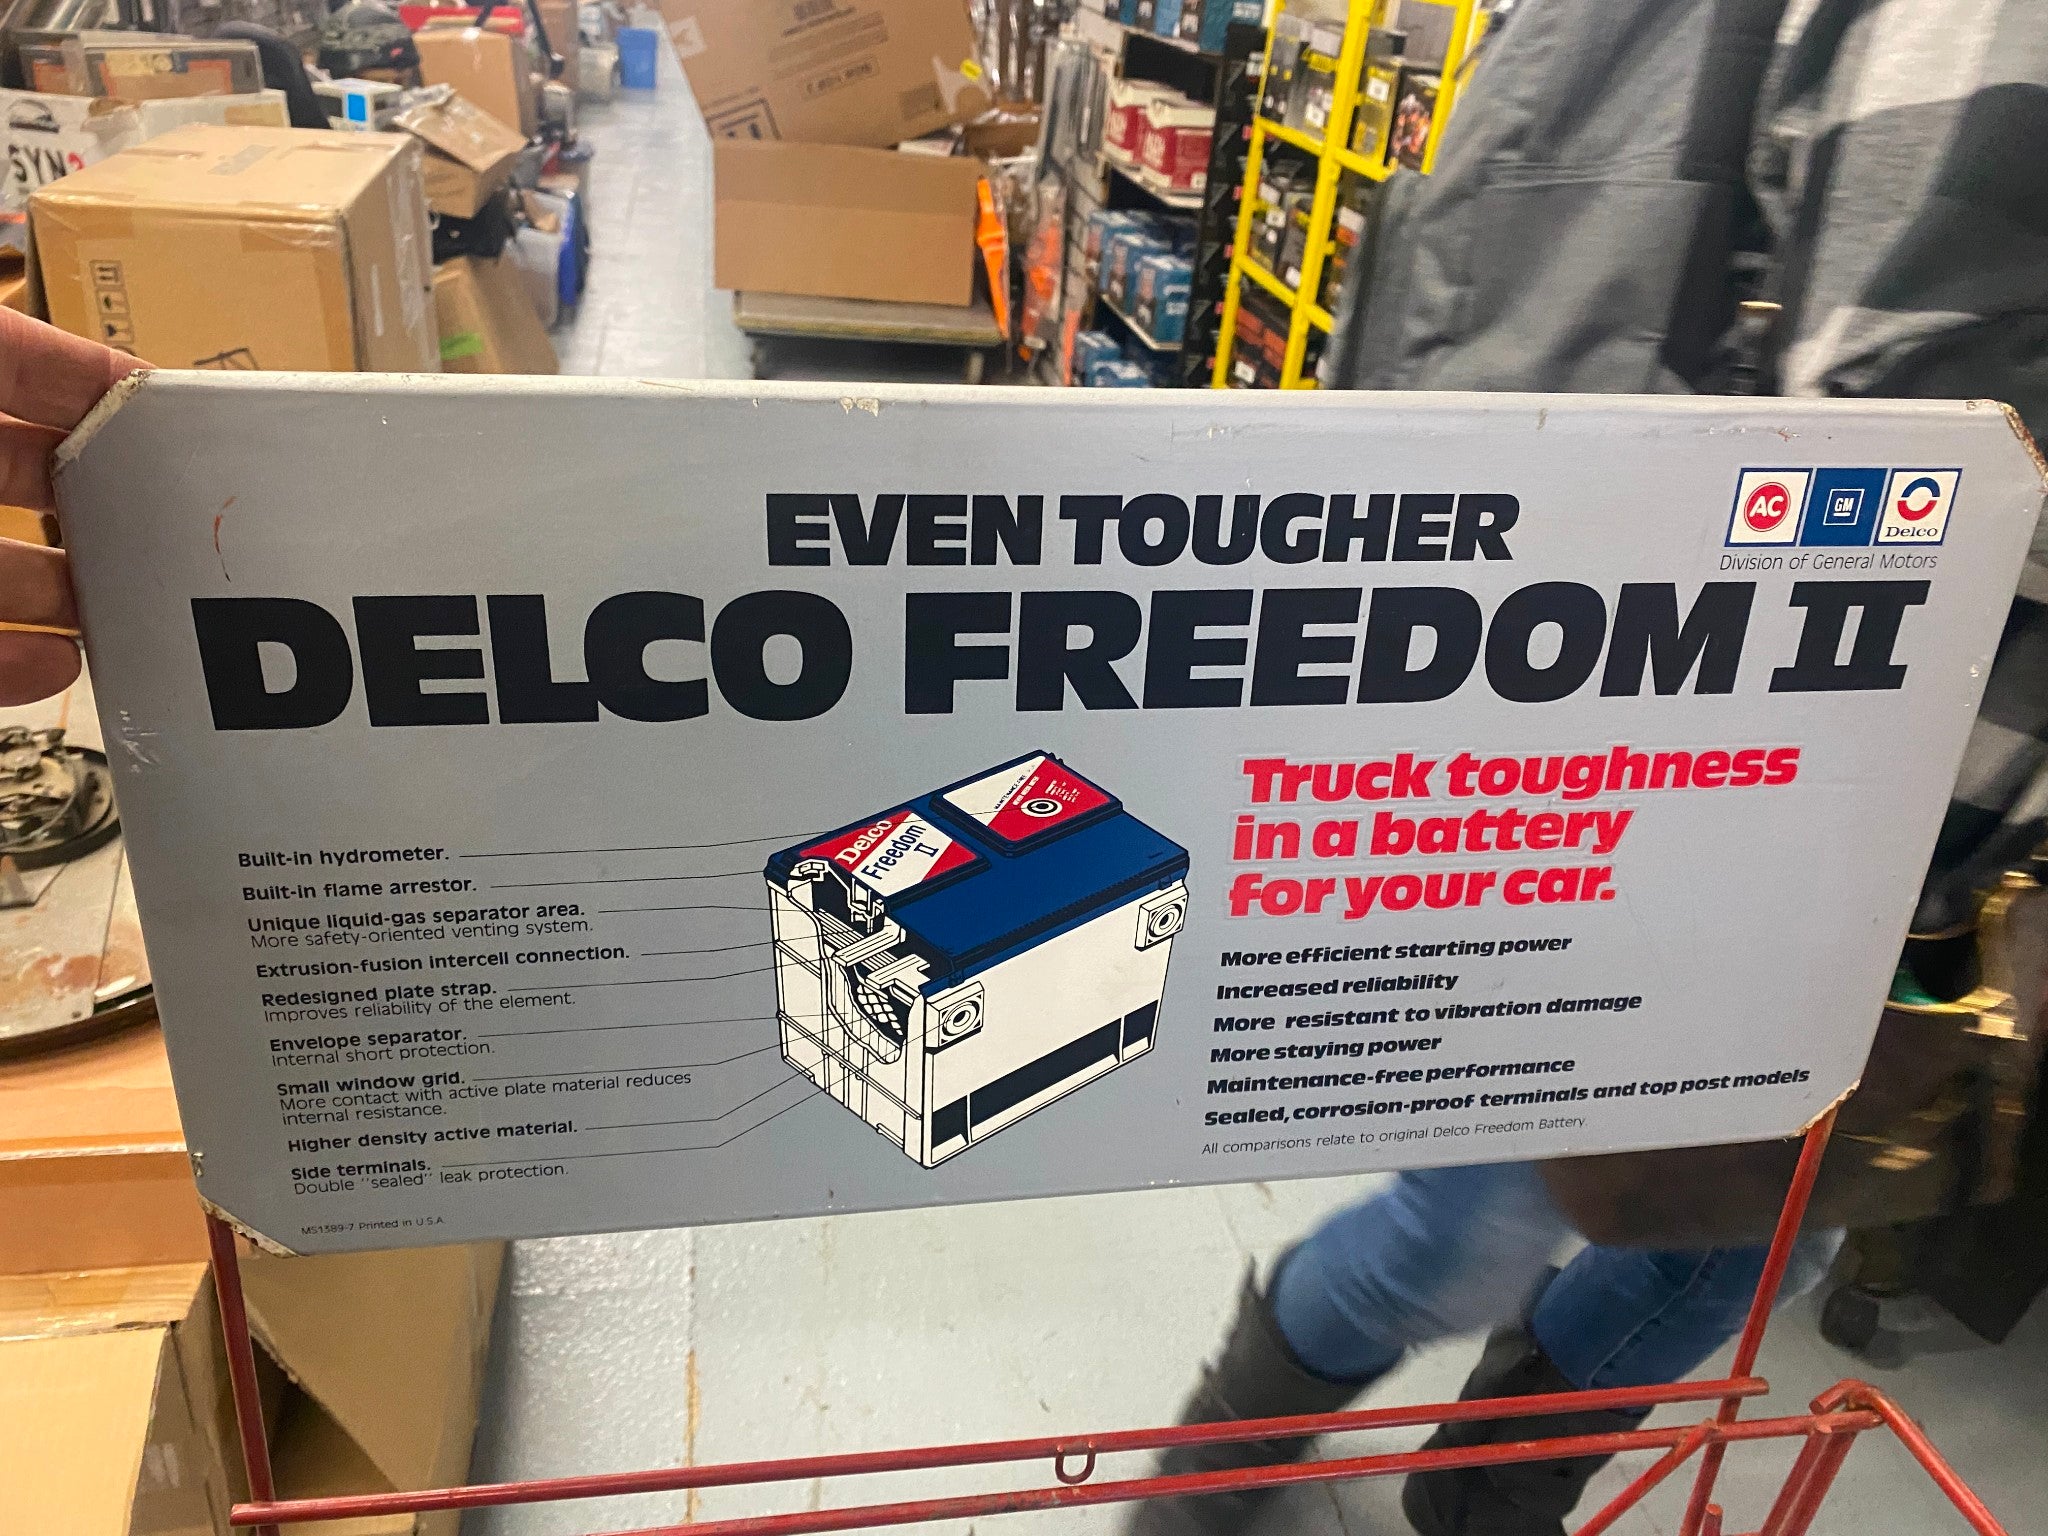 SYN
EVEN TOUGHER
DELCO FREEDOM II
AC
GM
Delco
Division of General Motors
Delco
Freedom
II
Built-in hydrometer.
Built-in flame arrestor.
Unique liquid-gas separator area.
More safety-oriented venting system.
Extrusion-fusion intercell connection.
Redesigned plate strap.
Improves reliability of the element.
Envelope separator.
Internal short protection.
Small window grid.
More contact with active plate material reduces
internal resistance.
Higher density active material.
Side terminals.
Double "sealed" leak protection.
MS1389-7 Printed in U.S.A.
Truck toughness
in a battery
for your car.
More efficient starting power
Increased reliability
More resistant to vibration damage
More staying power
Maintenance-free performance
Sealed, corrosion-proof terminals and top post models
All comparisons relate to original Delco Freedom Battery.